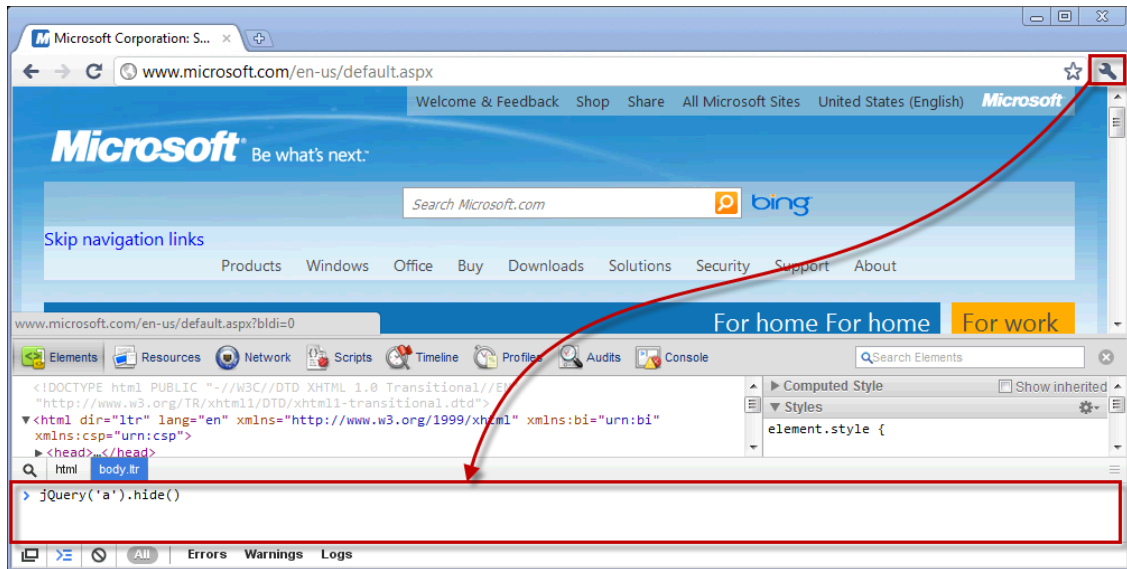 Microsoft Corporation: S...
www.microsoft.com/en-us/default.aspx
Welcome & Feedback Shop Share All Microsoft Sites United States (English) Microsoft
Microsoft Be what's next.™
Search Microsoft.com bing
Skip navigation links
Products Windows Office Buy Downloads Solutions Security Support About
www.microsoft.com/en-us/default.aspx?bldi=0
For home For home For work
Elements Resources Network Scripts Timeline Profiles Audits Console Search Elements
<!DOCTYPE html PUBLIC "-//W3C//DTD XHTML 1.0 Transitional//EN"
"http://www.w3.org/TR/xhtml1/DTD/xhtml1-transitional.dtd">
▼<html dir="ltr" lang="en" xmlns="http://www.w3.org/1999/xhtml" xmlns:bi="urn:bi"
xmlns:csp="urn:csp">
▶<head>…</head>
▶ Computed Style Show inherited
▼ Styles
element.style {
html body.ltr
> jQuery('a').hide()
All Errors Warnings Logs